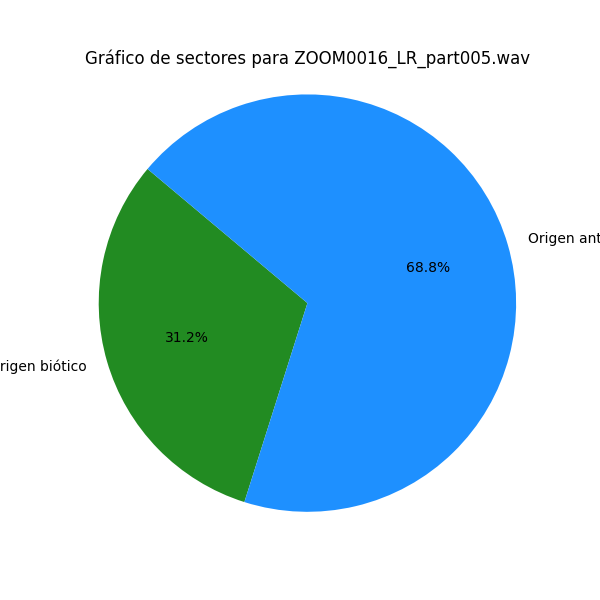 Gráfico de sectores para ZOOM0016_LR_part005.wav
Origen ant
68.8%
31.2%
rigen biótico